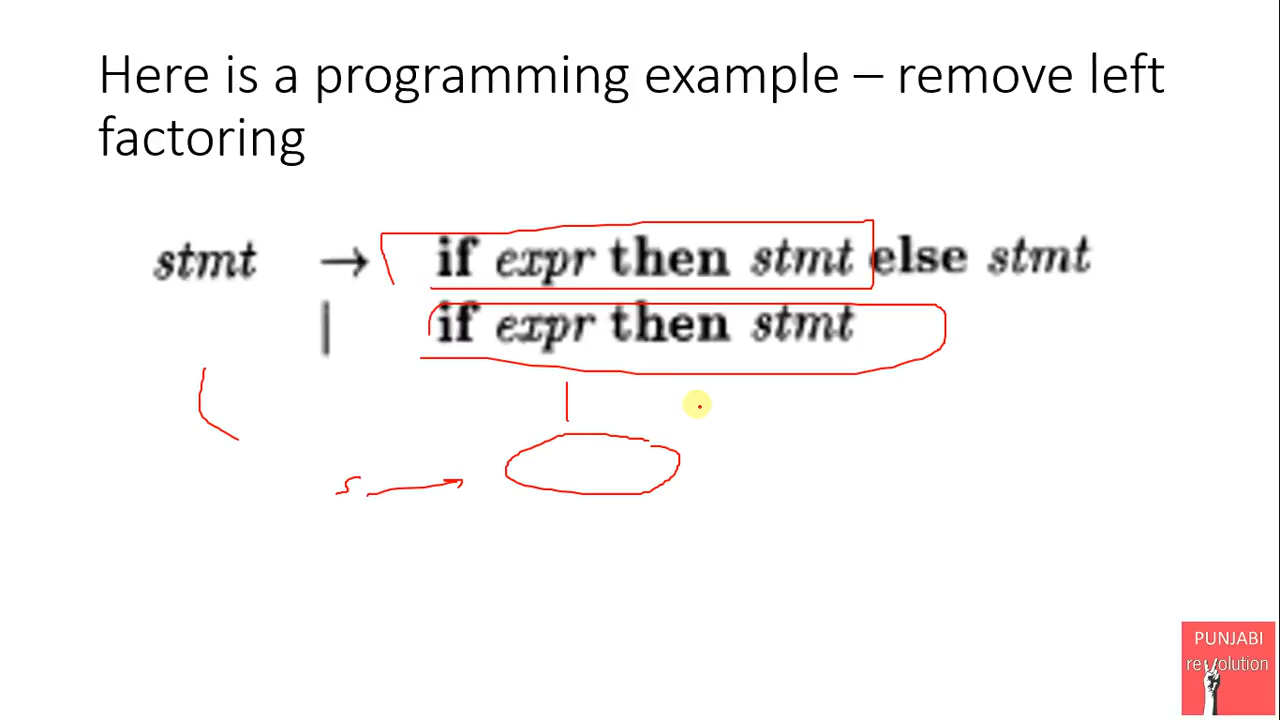 Here is a programming example – remove left
factoring
stmt → if expr then stmt else stmt
| if expr then stmt
s →
PUNJABI
revolution